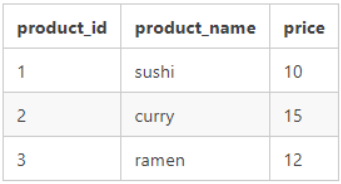 product_id product_name price
1 sushi 10
2 curry 15
3 ramen 12